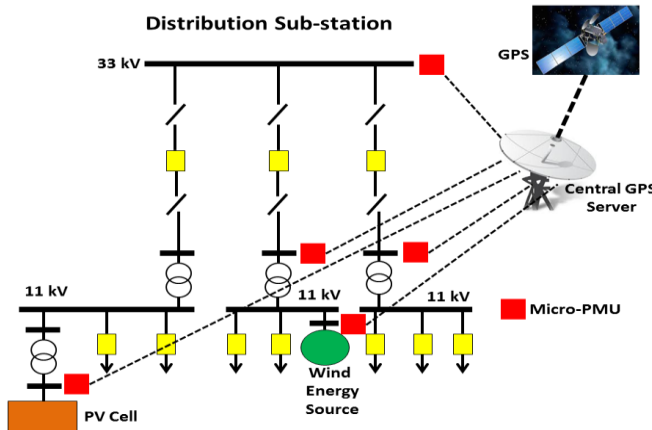 Distribution Sub-station
GPS
33 kV
Central GPS
Server
11 kV
11 kV
11 kV
Micro-PMU
Wind
Energy
Source
PV Cell